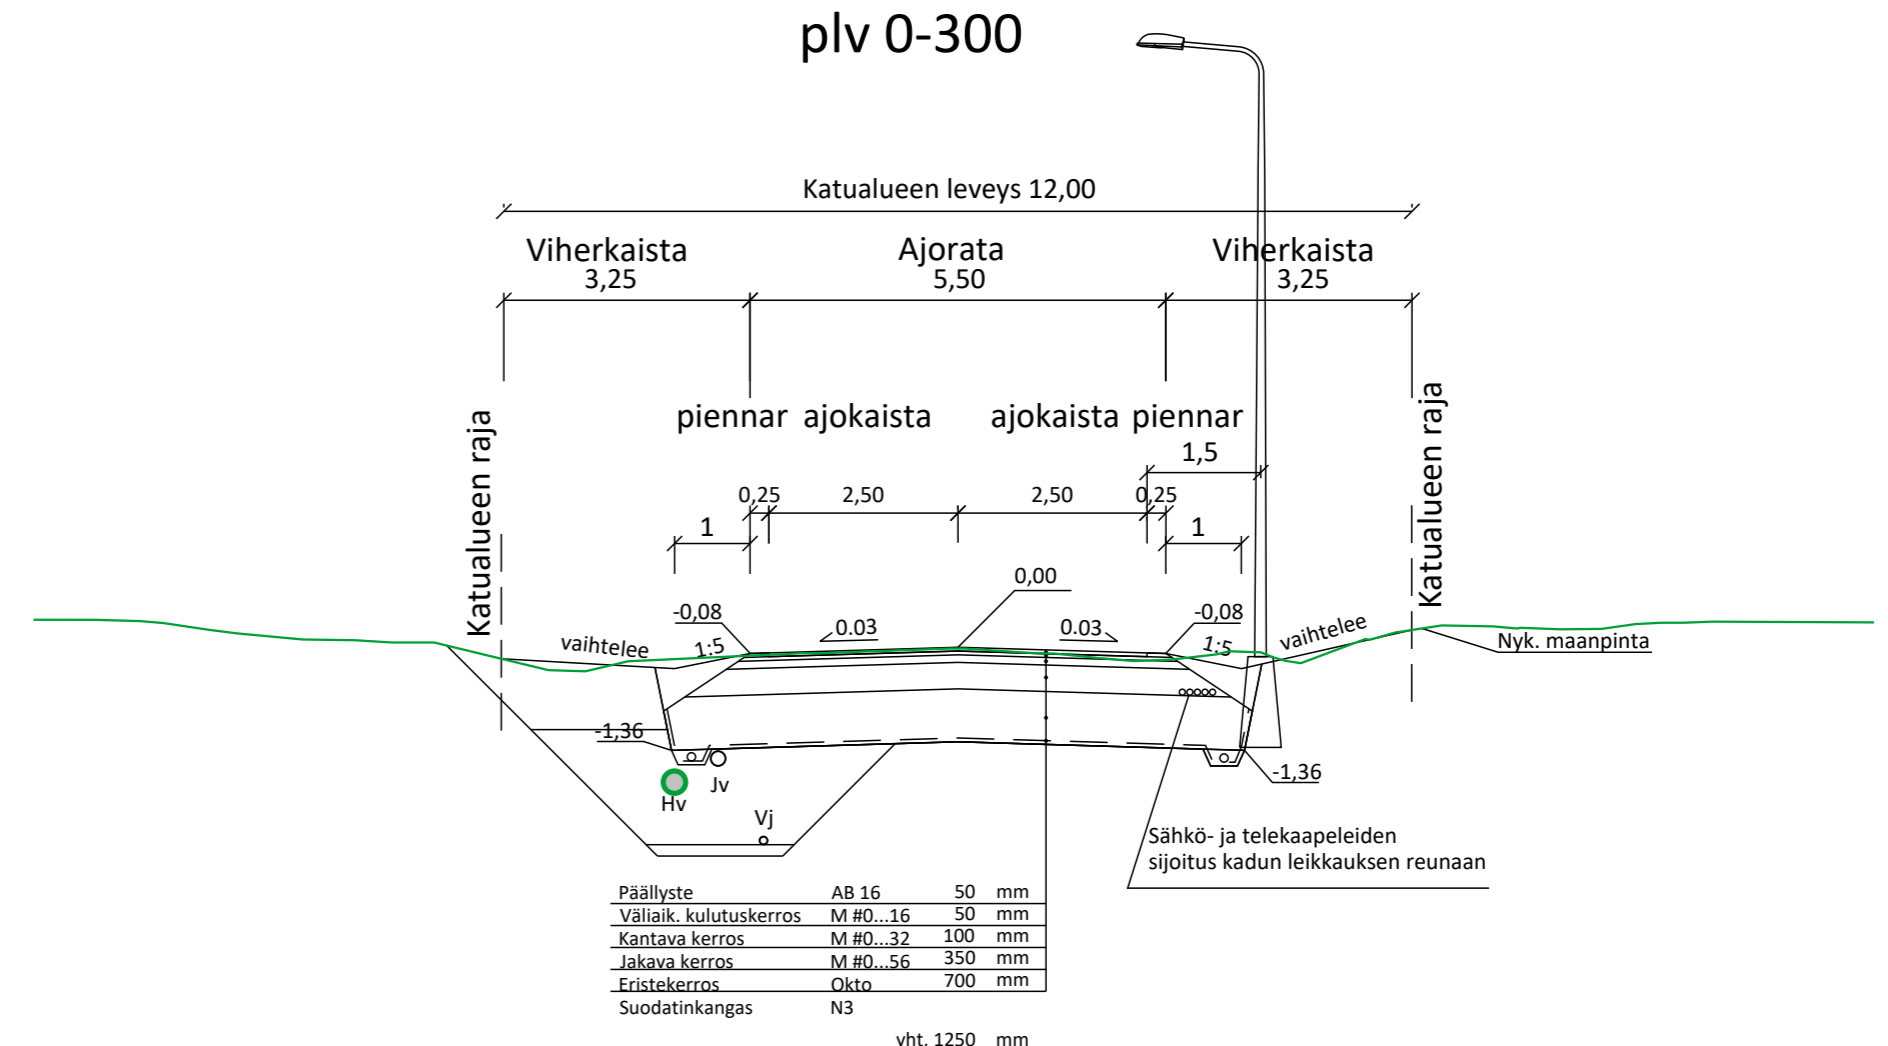 plv 0-300
Katualueen leveys 12,00
Viherkaista
3,25
Ajorata
5,50
Viherkaista
3,25
Katualueen raja
Katualueen raja
piennar ajokaista
ajokaista piennar
1,5
0,25
2,50
2,50
0,25
1
1
0,00
-0,08
0.03
0.03
-0,08
vaihtelee
1:5
1:5
vaihtelee
Nyk. maanpinta
-1,36
-1,36
Hv
Jv
Vj
Sähkö- ja telekaapeleiden
sijoitus kadun leikkauksen reunaan
Päällyste AB 16 50 mm
Väliaik. kulutuskerros M #0...16 50 mm
Kantava kerros M #0...32 100 mm
Jakava kerros M #0...56 350 mm
Eristekerros Okto 700 mm
Suodatinkangas N3
yht. 1250 mm